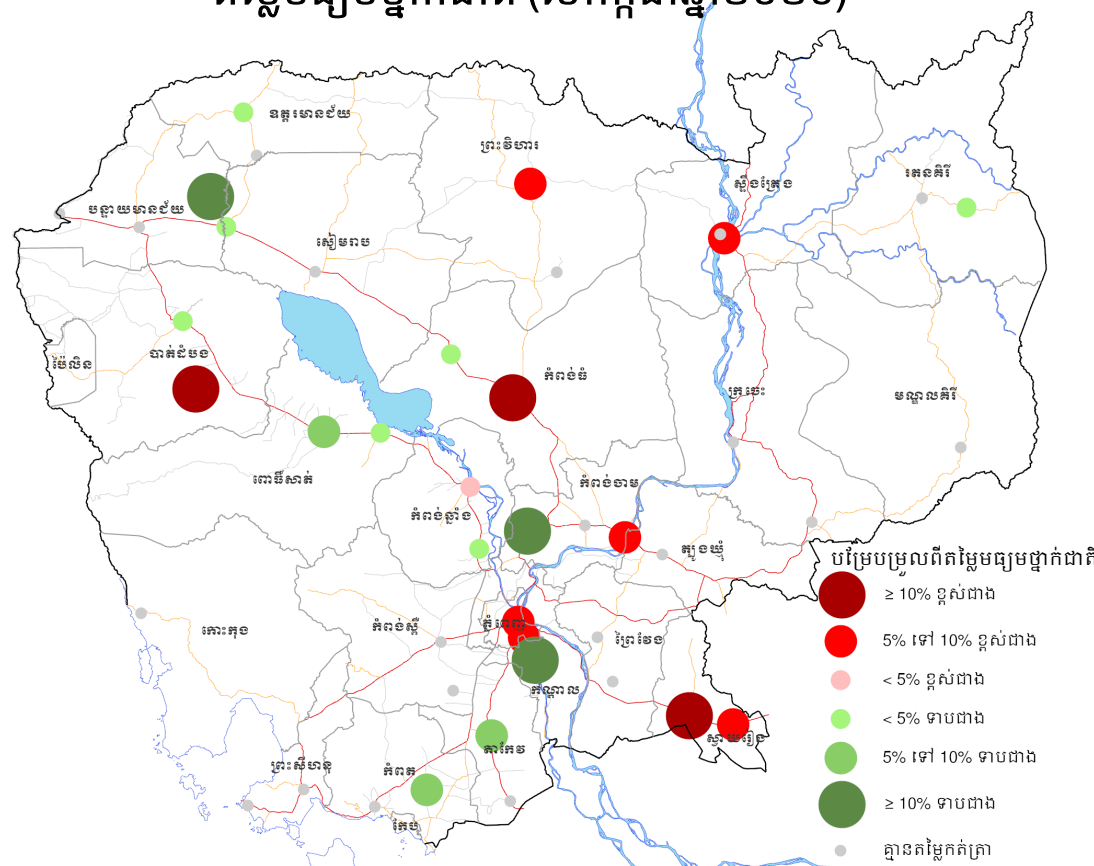 ឧត្ដរមានជ័យ
ព្រះវិហារ
ស្ទឹងត្រែង
រតនគិរី
បន្ទាយមានជ័យ
សៀមរាប
ប៉ៃលិន
បាត់ដំបង
កំពង់ធំ
ក្រចេះ
មណ្ឌលគិរី
ពោធិ៍សាត់
កំពង់ចាម
កំពង់ឆ្នាំង
ត្បូងឃ្មុំ
បម្រែបម្រួលពីតម្លៃមធ្យមថ្នាក់ជាតិ
≥ 10% ខ្ពស់ជាង
កោះកុង
កំពង់ស្ពឺ
ភ្នំពេញ
ព្រៃវែង
5% ទៅ 10% ខ្ពស់ជាង
< 5% ខ្ពស់ជាង
កណ្ដាល
< 5% ទាបជាង
ស្វាយរៀង
តាកែវ
5% ទៅ 10% ទាបជាង
ព្រះសីហនុ
កំពត
≥ 10% ទាបជាង
កែប
គ្មានតម្លៃកត់ត្រា